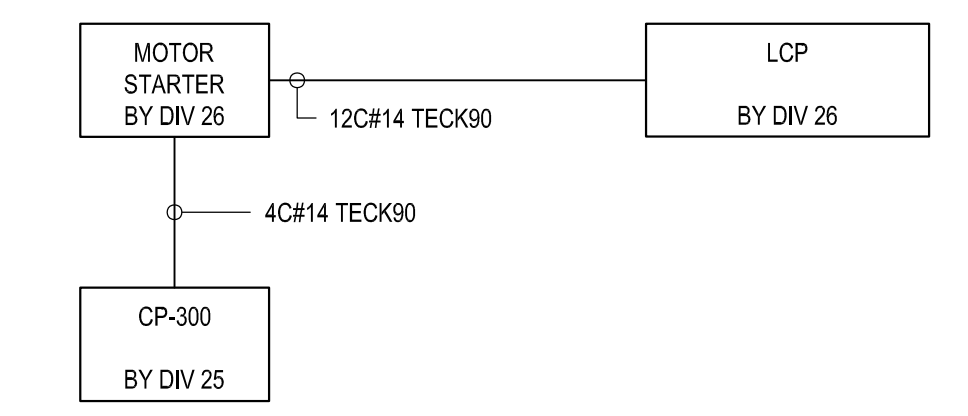 MOTOR
STARTER
BY DIV 26
LCP
BY DIV 26
12C#14 TECK90
4C#14 TECK90
CP-300
BY DIV 25